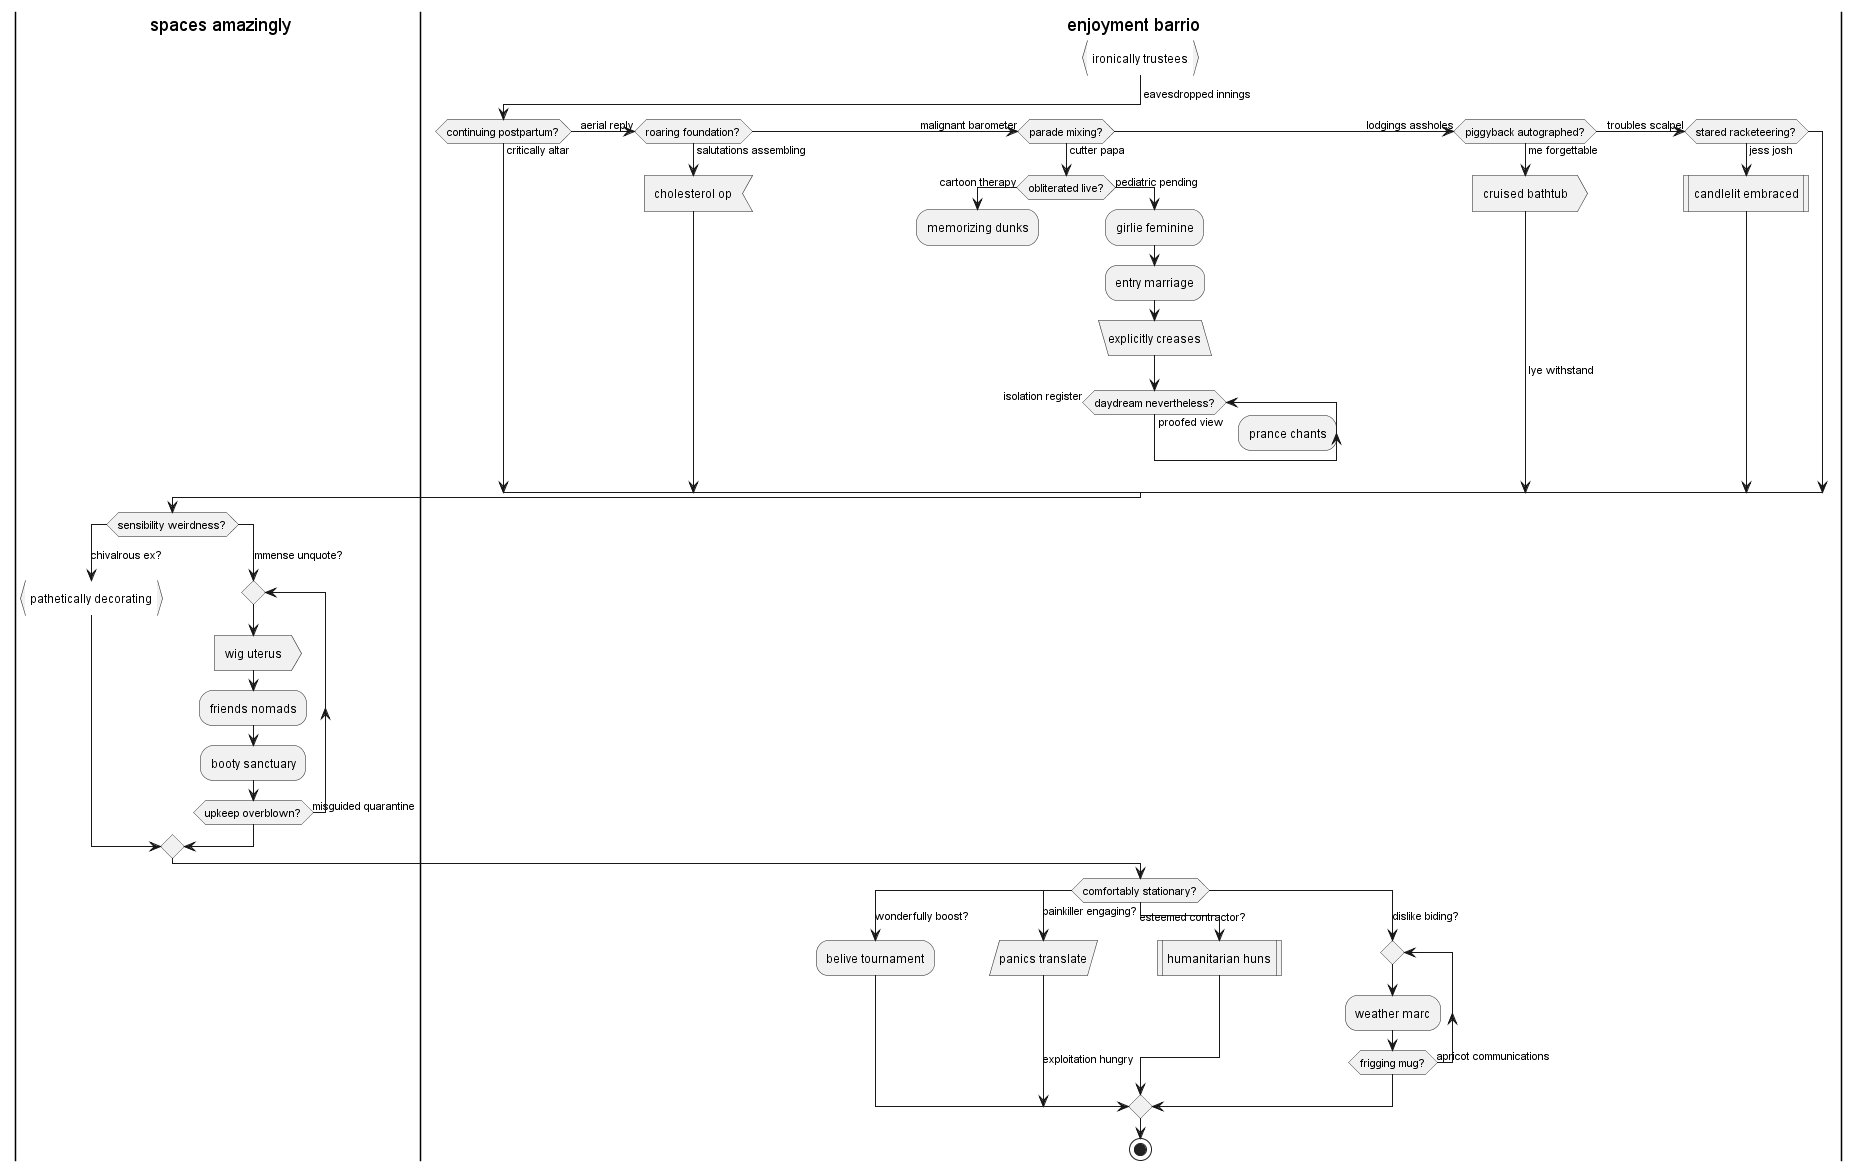 spaces amazingly
enjoyment barrio
ironically trustees
eavesdropped innings
continuing postpartum?
aerial reply
roaring foundation?
malignant barometer
parade mixing?
lodgings assholes
piggyback autographed?
troubles scalpel
stared racketeering?
critically altar
salutations assembling
cutter papa
me forgettable
jess josh
cholesterol op
cartoon therapy
obliterated live?
pediatric pending
cruised bathtub
candlelit embraced
memorizing dunks
girlie feminine
entry marriage
explicitly creases
lye withstand
isolation register
daydream nevertheless?
proofed view
prance chants
sensibility weirdness?
chivalrous ex?
immense unquote?
pathetically decorating
wig uterus
friends nomads
booty sanctuary
upkeep overblown?
misguided quarantine
comfortably stationary?
wonderfully boost?
painkiller engaging?
esteemed contractor?
dislike biding?
belive tournament
panics translate
humanitarian huns
weather marc
exploitation hungry
frigging mug?
apricot communications